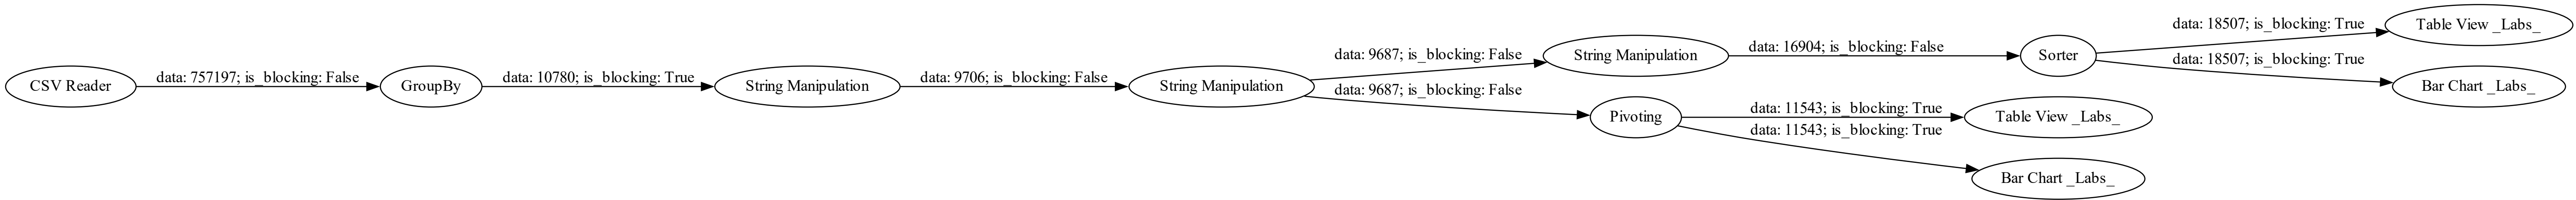 CSV Reader
data: 757197; is_blocking: False
GroupBy
data: 10780; is_blocking: True
String Manipulation
data: 9706; is_blocking: False
String Manipulation
data: 9687; is_blocking: False
String Manipulation
data: 16904; is_blocking: False
Sorter
data: 18507; is_blocking: True
Table View _Labs_
data: 18507; is_blocking: True
Bar Chart _Labs_
data: 9687; is_blocking: False
Pivoting
data: 11543; is_blocking: True
Table View _Labs_
data: 11543; is_blocking: True
Bar Chart _Labs_